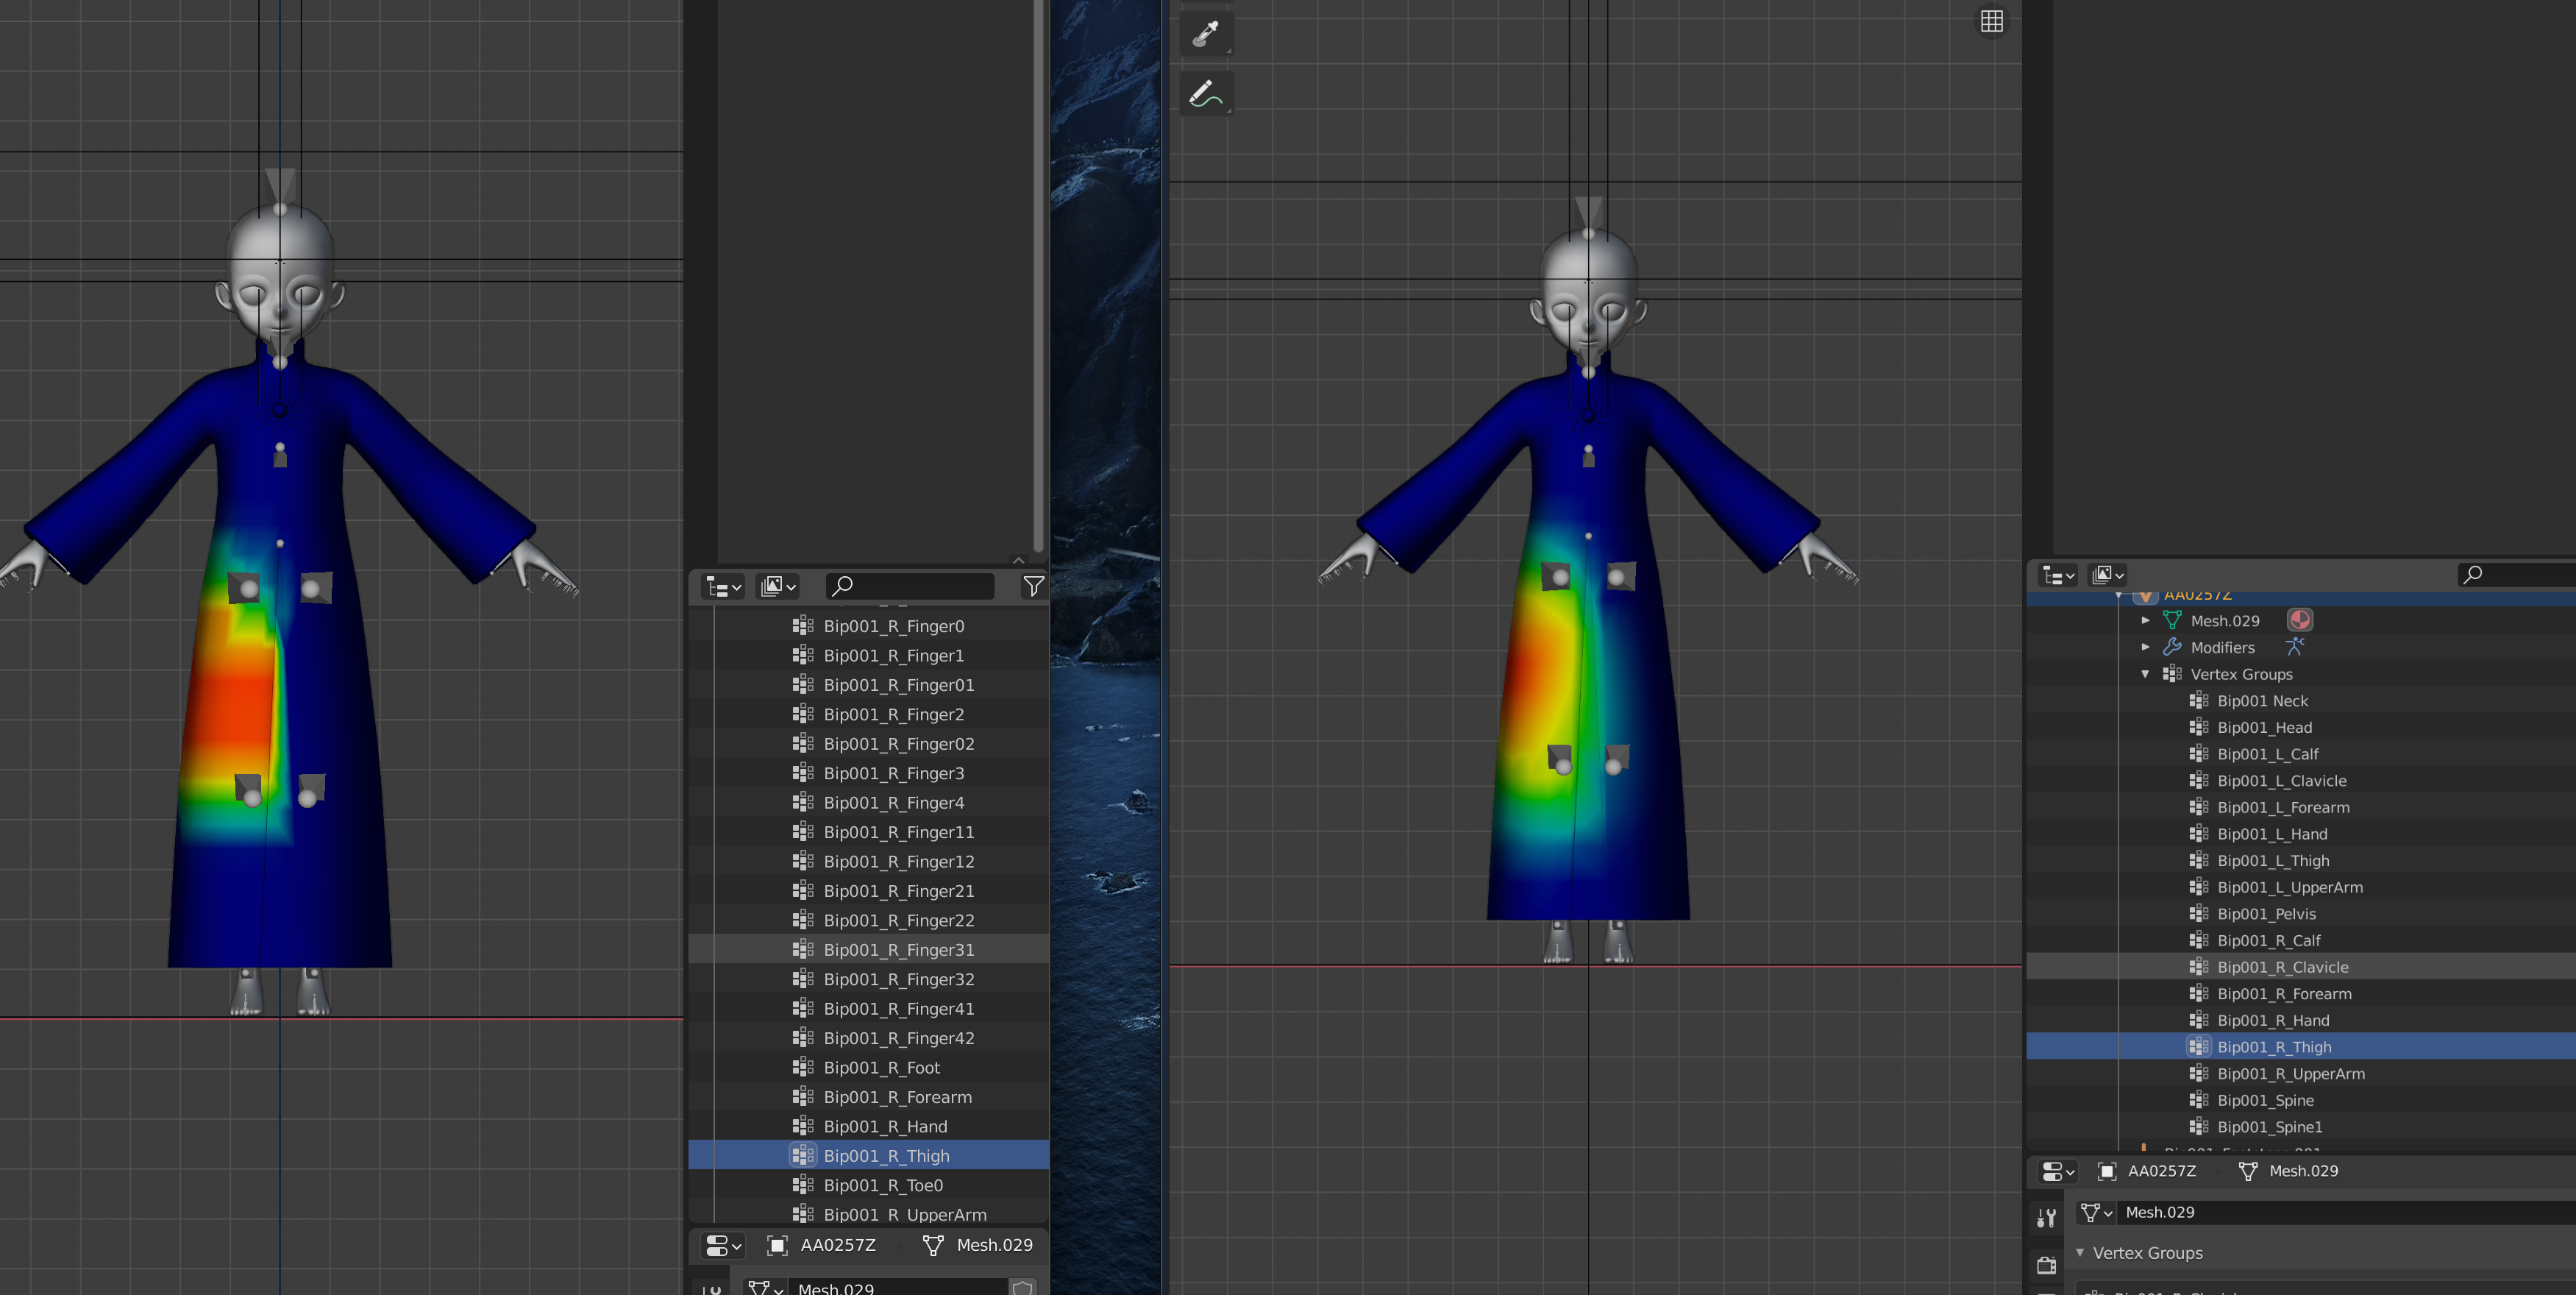 Bip001_R_Finger0
Bip001_R_Finger1
Bip001_R_Finger01
Bip001_R_Finger2
Bip001_R_Finger02
Bip001_R_Finger3
Bip001_R_Finger4
Bip001_R_Finger11
Bip001_R_Finger12
Bip001_R_Finger21
Bip001_R_Finger22
Bip001_R_Finger31
Bip001_R_Finger32
Bip001_R_Finger41
Bip001_R_Finger42
Bip001_R_Foot
Bip001_R_Forearm
Bip001_R_Hand
Bip001_R_Thigh
Bip001_R_Toe0
Bip001_R_UpperArm
AA0257Z Mesh.029
Mesh.029
AA0257Z
Mesh.029
Modifiers
Vertex Groups
Bip001 Neck
Bip001_Head
Bip001_L_Calf
Bip001_L_Clavicle
Bip001_L_Forearm
Bip001_L_Hand
Bip001_L_Thigh
Bip001_L_UpperArm
Bip001_Pelvis
Bip001_R_Calf
Bip001_R_Clavicle
Bip001_R_Forearm
Bip001_R_Hand
Bip001_R_Thigh
Bip001_R_UpperArm
Bip001_Spine
Bip001_Spine1
AA0257Z Mesh.029
Mesh.029
Vertex Groups